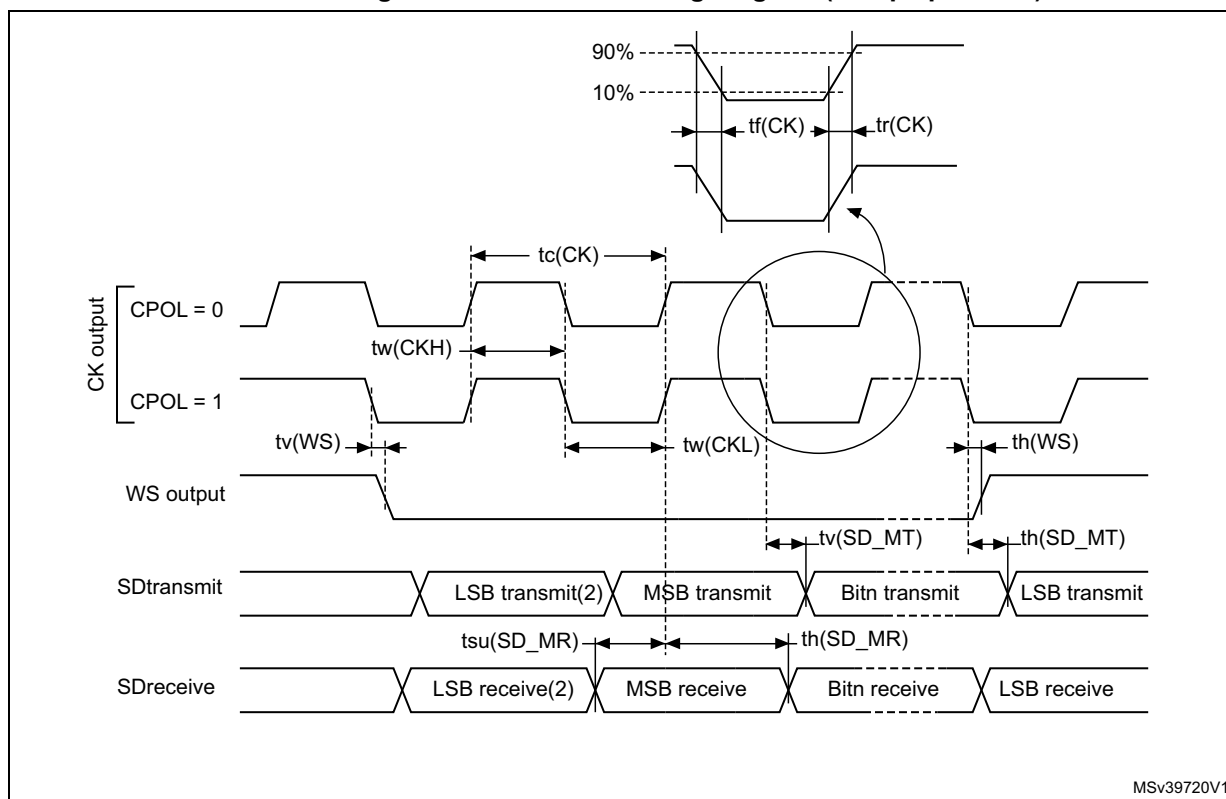 90%
10%
tf(CK)
tr(CK)
tc(CK)
CK output
CPOL = 0
tw(CKH)
CPOL = 1
tv(WS)
tw(CKL)
th(WS)
WS output
tv(SD_MT)
th(SD_MT)
SDtransmit
LSB transmit(2)
MSB transmit
Bitn transmit
LSB transmit
tsu(SD_MR)
th(SD_MR)
SDreceive
LSB receive(2)
MSB receive
Bitn receive
LSB receive
MSv39720V1